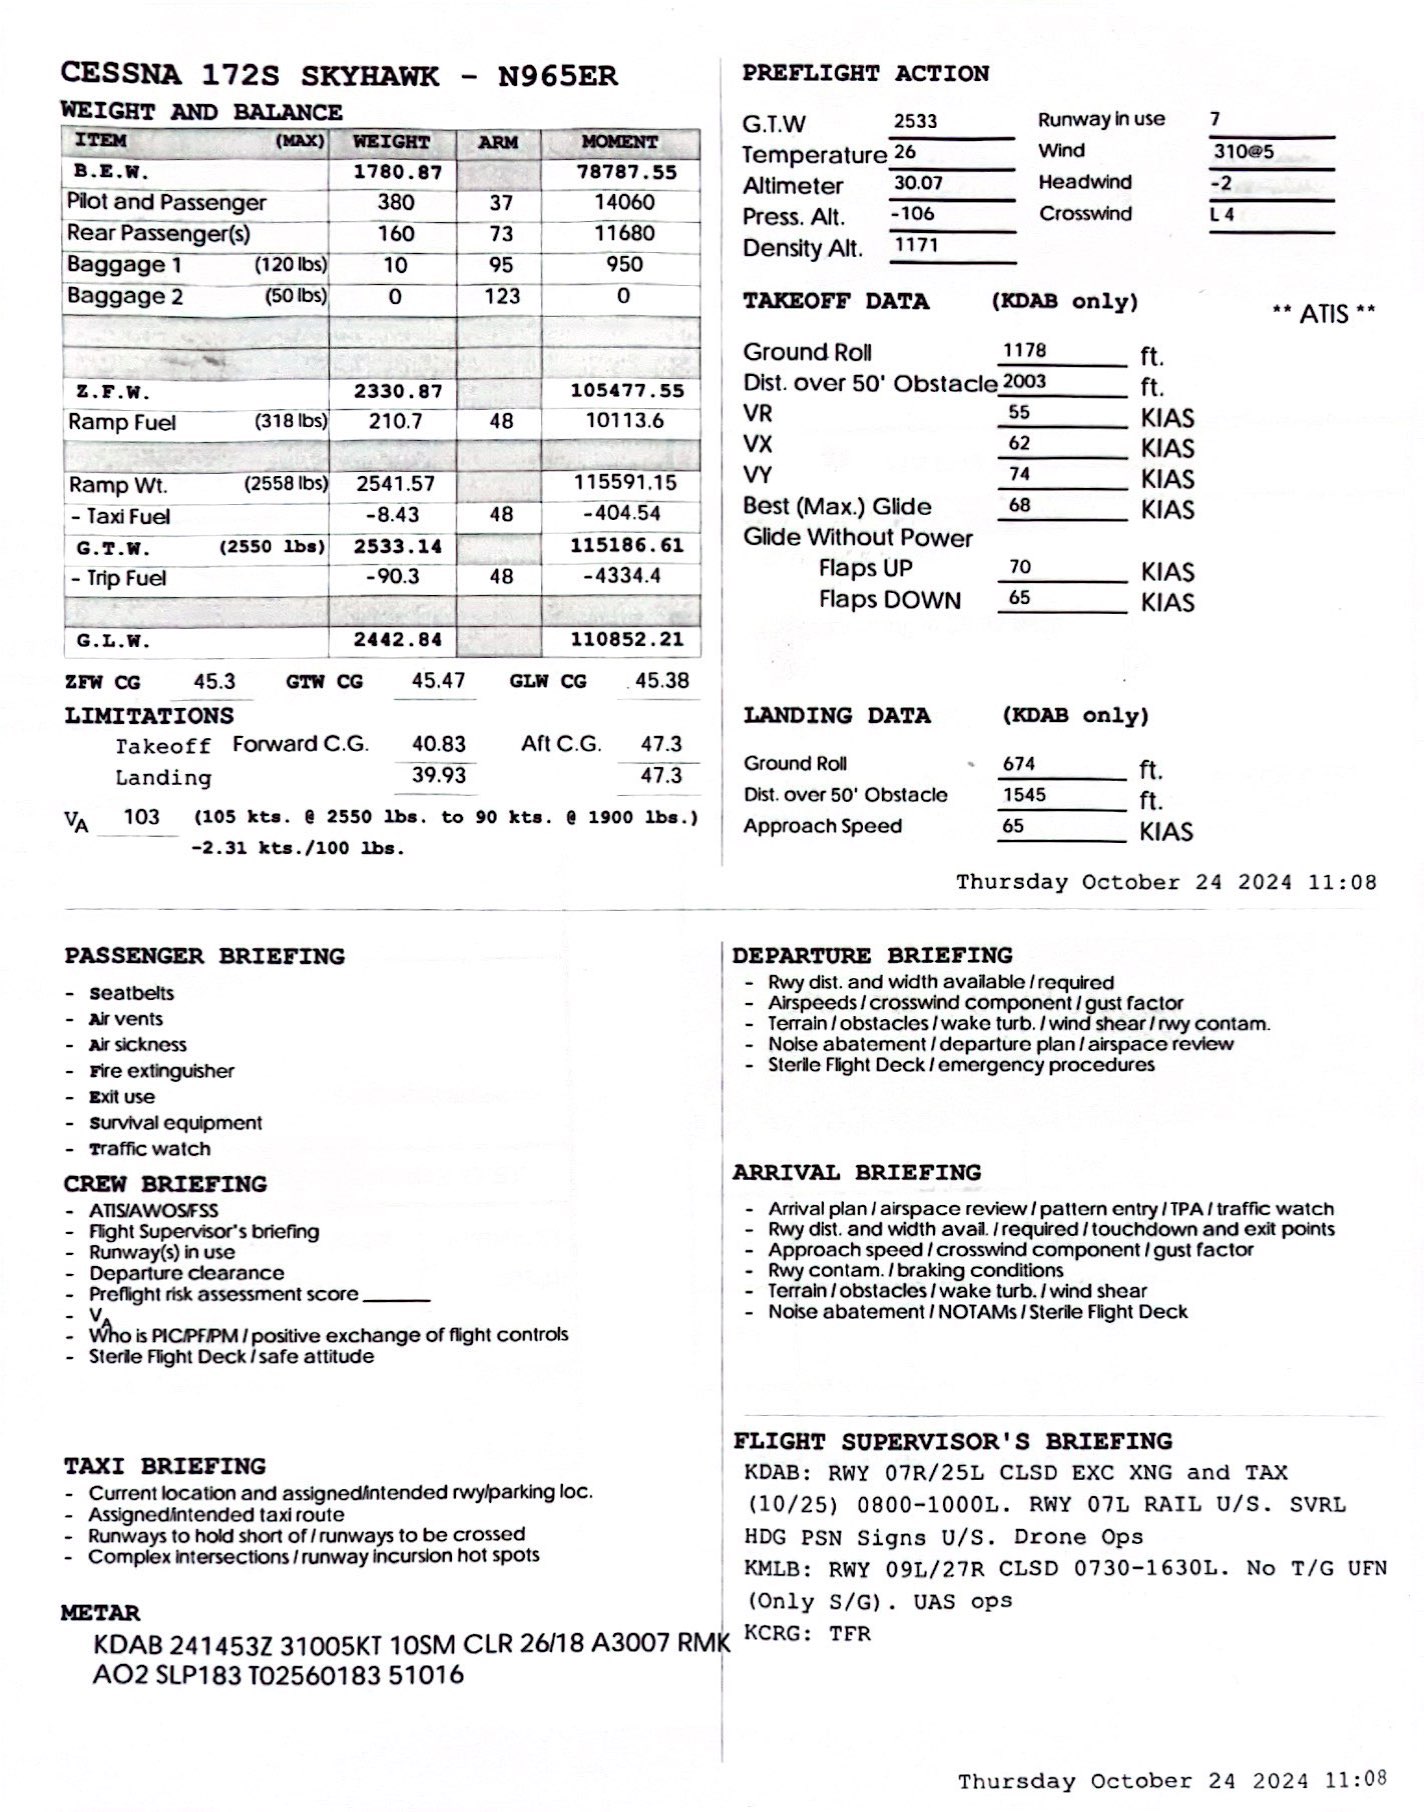 CESSNA 172S SKYHAWK - N965ER
WEIGHT AND BALANCE
ITEM (MAX) WEIGHT ARM MOMENT
B.E.W. 1780.87 78787.55
Pilot and Passenger 380 37 14060
Rear Passenger(s) 160 73 11680
Baggage 1 (120 lbs) 10 95 950
Baggage 2 (50 lbs) 0 123 0
Z.F.W. 2330.87 105477.55
Ramp Fuel (318 lbs) 210.7 48 10113.6
Ramp Wt. (2558 lbs) 2541.57 115591.15
- Taxi Fuel -8.43 48 -404.54
G.T.W. (2550 lbs) 2533.14 115186.61
- Trip Fuel -90.3 48 -4334.4
G.L.W. 2442.84 110852.21
ZFW CG 45.3 GTW CG 45.47 GLW CG 45.38
LIMITATIONS
Takeoff Forward C.G. 40.83 Aft C.G. 47.3
Landing 39.93 47.3
VA 103 (105 kts. @ 2550 lbs. to 90 kts. @ 1900 lbs.)
-2.31 kts./100 lbs.
PREFLIGHT ACTION
G.T.W 2533 Runway in use 7
Temperature 26 Wind 310@5
Altimeter 30.07 Headwind -2
Press. Alt. -106 Crosswind L 4
Density Alt. 1171
TAKEOFF DATA (KDAB only) ** ATIS **
Ground Roll 1178 ft.
Dist. over 50' Obstacle 2003 ft.
VR 55 KIAS
VX 62 KIAS
VY 74 KIAS
Best (Max.) Glide 68 KIAS
Glide Without Power
Flaps UP 70 KIAS
Flaps DOWN 65 KIAS
LANDING DATA (KDAB only)
Ground Roll 674 ft.
Dist. over 50' Obstacle 1545 ft.
Approach Speed 65 KIAS
Thursday October 24 2024 11:08
PASSENGER BRIEFING
- Seatbelts
- Air vents
- Air sickness
- Fire extinguisher
- Exit use
- Survival equipment
- Traffic watch
CREW BRIEFING
- ATIS/AWOS/FSS
- Flight Supervisor's briefing
- Runway(s) in use
- Departure clearance
- Preflight risk assessment score ______
- VA
- Who is PIC/PF/PM / positive exchange of flight controls
- Sterile Flight Deck / safe attitude
TAXI BRIEFING
- Current location and assigned/intended rwy/parking loc.
- Assigned/intended taxi route
- Runways to hold short of / runways to be crossed
- Complex intersections / runway incursion hot spots
METAR
KDAB 241453Z 31005KT 10SM CLR 26/18 A3007 RMK
AO2 SLP183 T02560183 51016
DEPARTURE BRIEFING
- Rwy dist. and width available / required
- Airspeeds / crosswind component / gust factor
- Terrain / obstacles / wake turb. / wind shear / rwy contam.
- Noise abatement / departure plan / airspace review
- Sterile Flight Deck / emergency procedures
ARRIVAL BRIEFING
- Arrival plan / airspace review / pattern entry / TPA / traffic watch
- Rwy dist. and width avail. / required / touchdown and exit points
- Approach speed / crosswind component / gust factor
- Rwy contam. / braking conditions
- Terrain / obstacles / wake turb. / wind shear
- Noise abatement / NOTAMs / Sterile Flight Deck
FLIGHT SUPERVISOR'S BRIEFING
KDAB: RWY 07R/25L CLSD EXC XNG and TAX
(10/25) 0800-1000L. RWY 07L RAIL U/S. SVRL
HDG PSN Signs U/S. Drone Ops
KMLB: RWY 09L/27R CLSD 0730-1630L. No T/G UFN
(Only S/G). UAS ops
KCRG: TFR
Thursday October 24 2024 11:08